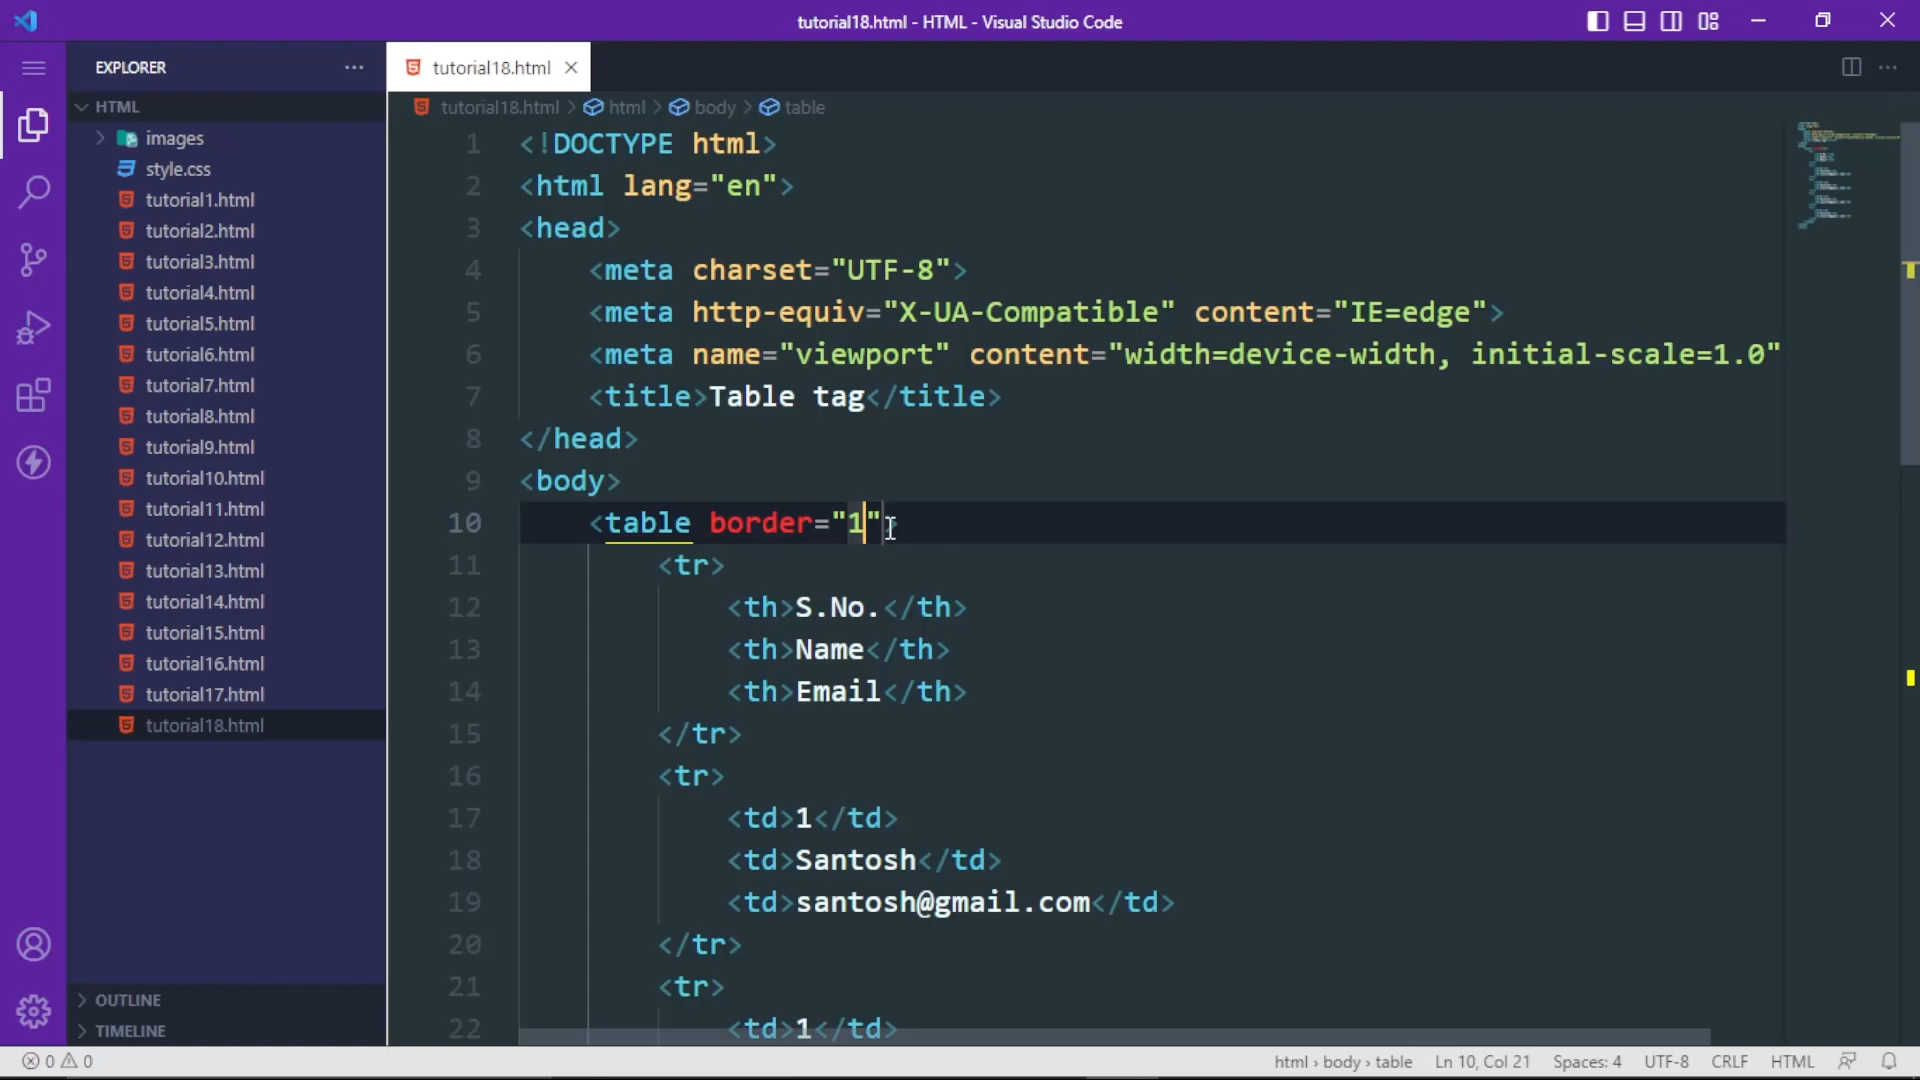 tutorial18.html - HTML - Visual Studio Code
EXPLORER
HTML
images
style.css
tutorial1.html
tutorial2.html
tutorial3.html
tutorial4.html
tutorial5.html
tutorial6.html
tutorial7.html
tutorial8.html
tutorial9.html
tutorial10.html
tutorial11.html
tutorial12.html
tutorial13.html
tutorial14.html
tutorial15.html
tutorial16.html
tutorial17.html
tutorial18.html
OUTLINE
TIMELINE
tutorial18.html
tutorial18.html > html > body > table
1 <!DOCTYPE html>
2 <html lang="en">
3 <head>
4 <meta charset="UTF-8">
5 <meta http-equiv="X-UA-Compatible" content="IE=edge">
6 <meta name="viewport" content="width=device-width, initial-scale=1.0"
7 <title>Table tag</title>
8 </head>
9 <body>
10 <table border="1">
11 <tr>
12 <th>S.No.</th>
13 <th>Name</th>
14 <th>Email</th>
15 </tr>
16 <tr>
17 <td>1</td>
18 <td>Santosh</td>
19 <td>santosh@gmail.com</td>
20 </tr>
21 <tr>
22 <td>1</td>
0 0 html › body › table Ln 10, Col 21 Spaces: 4 UTF-8 CRLF HTML